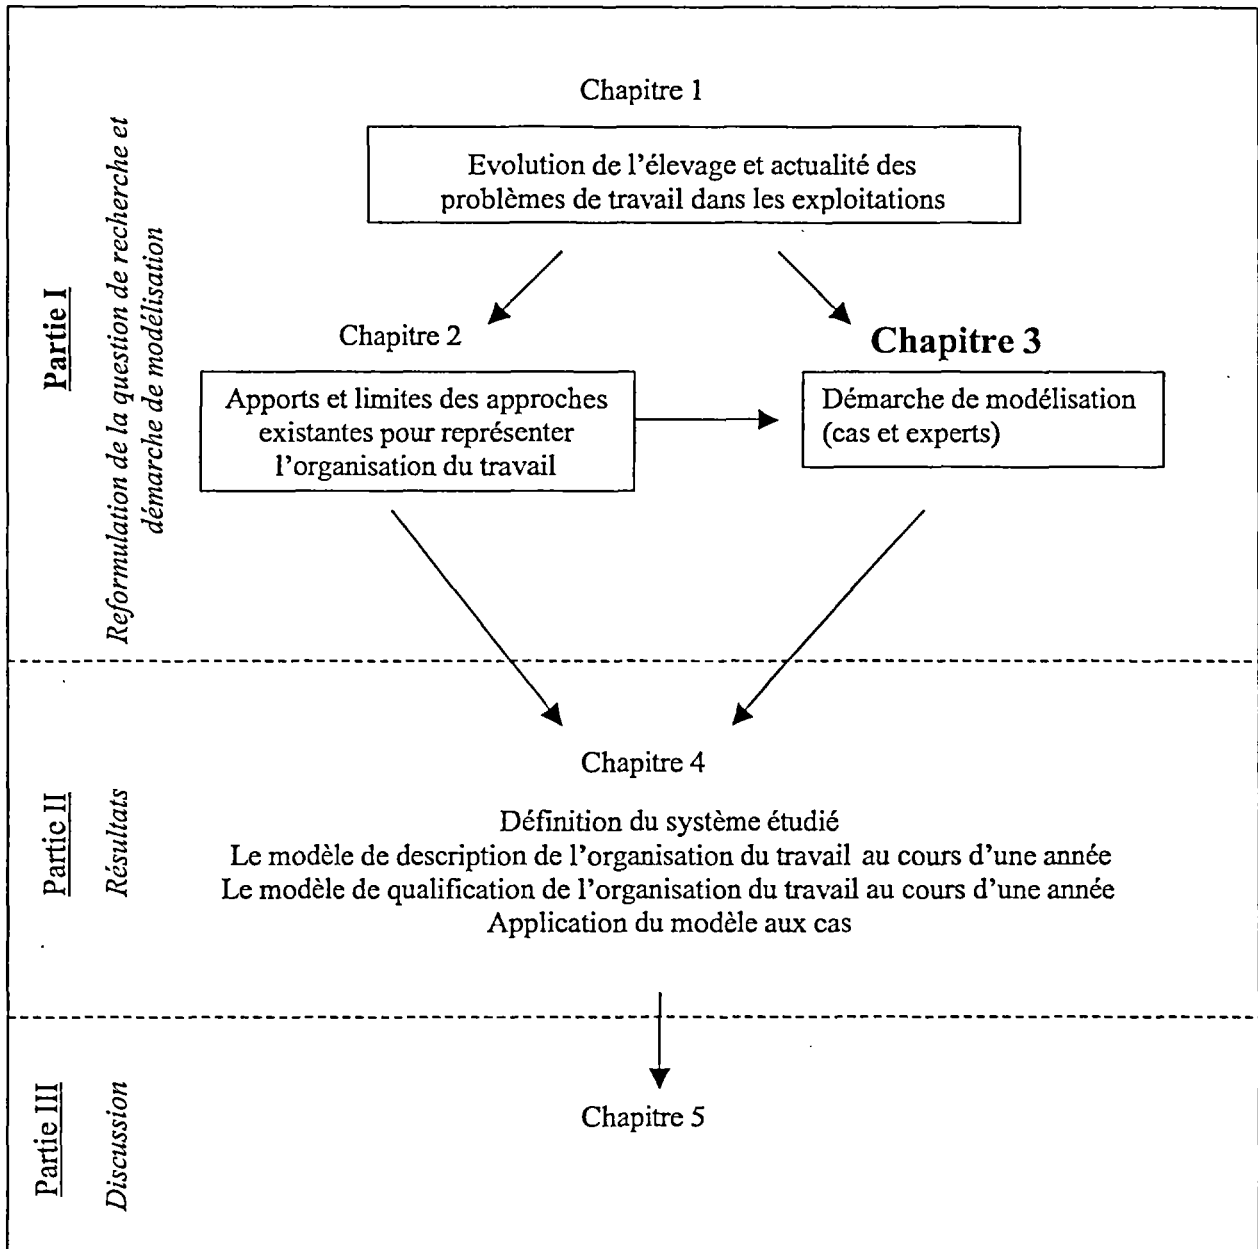 Partie I
Reformulation de la question de recherche et
démarche de modélisation
Chapitre 1
Evolution de l'élevage et actualité des
problèmes de travail dans les exploitations
Chapitre 2
Apports et limites des approches
existantes pour représenter
l'organisation du travail
Chapitre 3
Démarche de modélisation
(cas et experts)
Partie II
Résultats
Chapitre 4
Définition du système étudié
Le modèle de description de l'organisation du travail au cours d'une année
Le modèle de qualification de l'organisation du travail au cours d'une année
Application du modèle aux cas
Partie III
Discussion
Chapitre 5